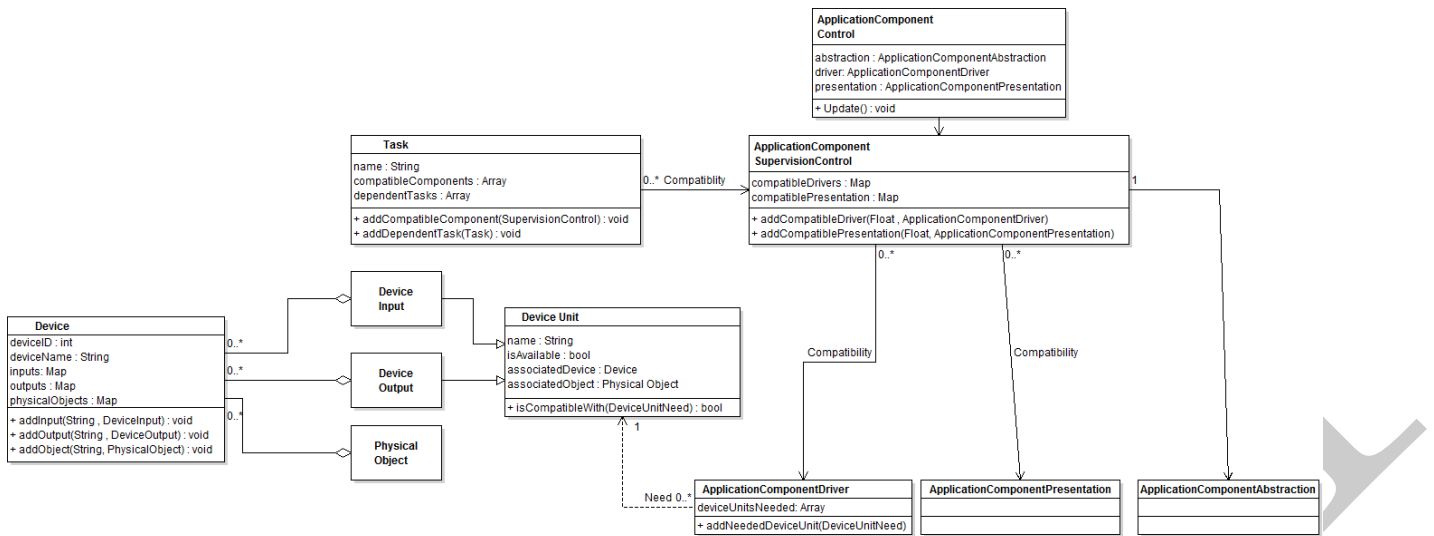 ApplicationComponent
Control
abstraction : ApplicationComponentAbstraction
driver: ApplicationComponentDriver
presentation : ApplicationComponentPresentation
+ Update() : void
Task
name : String
compatibleComponents : Array
dependentTasks : Array
+ addCompatibleComponent(SupervisionControl) : void
+ addDependentTask(Task) : void
0..* Compatiblity
ApplicationComponent
SupervisionControl
compatibleDrivers : Map
compatiblePresentation : Map
+ addCompatibleDriver(Float , ApplicationComponentDriver)
+ addCompatiblePresentation(Float, ApplicationComponentPresentation)
1
0..*
0..*
Device
Input
Device
deviceID : int
deviceName : String
inputs: Map
outputs : Map
physicalObjects : Map
+ addInput(String , DeviceInput) : void
+ addOutput(String , DeviceOutput) : void
+ addObject(String, PhysicalObject) : void
0..*
0..*
0..*
Device
Output
Physical
Object
Device Unit
name : String
isAvailable : bool
associatedDevice : Device
associatedObject : Physical Object
+ isCompatibleWith(DeviceUnitNeed) : bool
1
Compatibility
Compatibility
Need 0..*
ApplicationComponentDriver
deviceUnitsNeeded: Array
+ addNeededDeviceUnit(DeviceUnitNeed)
ApplicationComponentPresentation
ApplicationComponentAbstraction